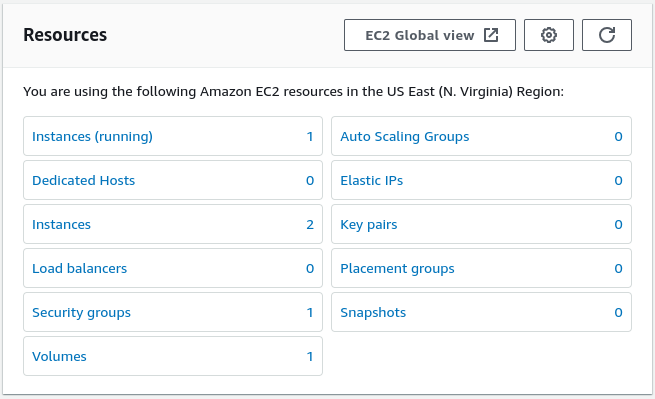 Resources
EC2 Global view
You are using the following Amazon EC2 resources in the US East (N. Virginia) Region:
Instances (running) 1
Auto Scaling Groups 0
Dedicated Hosts 0
Elastic IPs 0
Instances 2
Key pairs 0
Load balancers 0
Placement groups 0
Security groups 1
Snapshots 0
Volumes 1